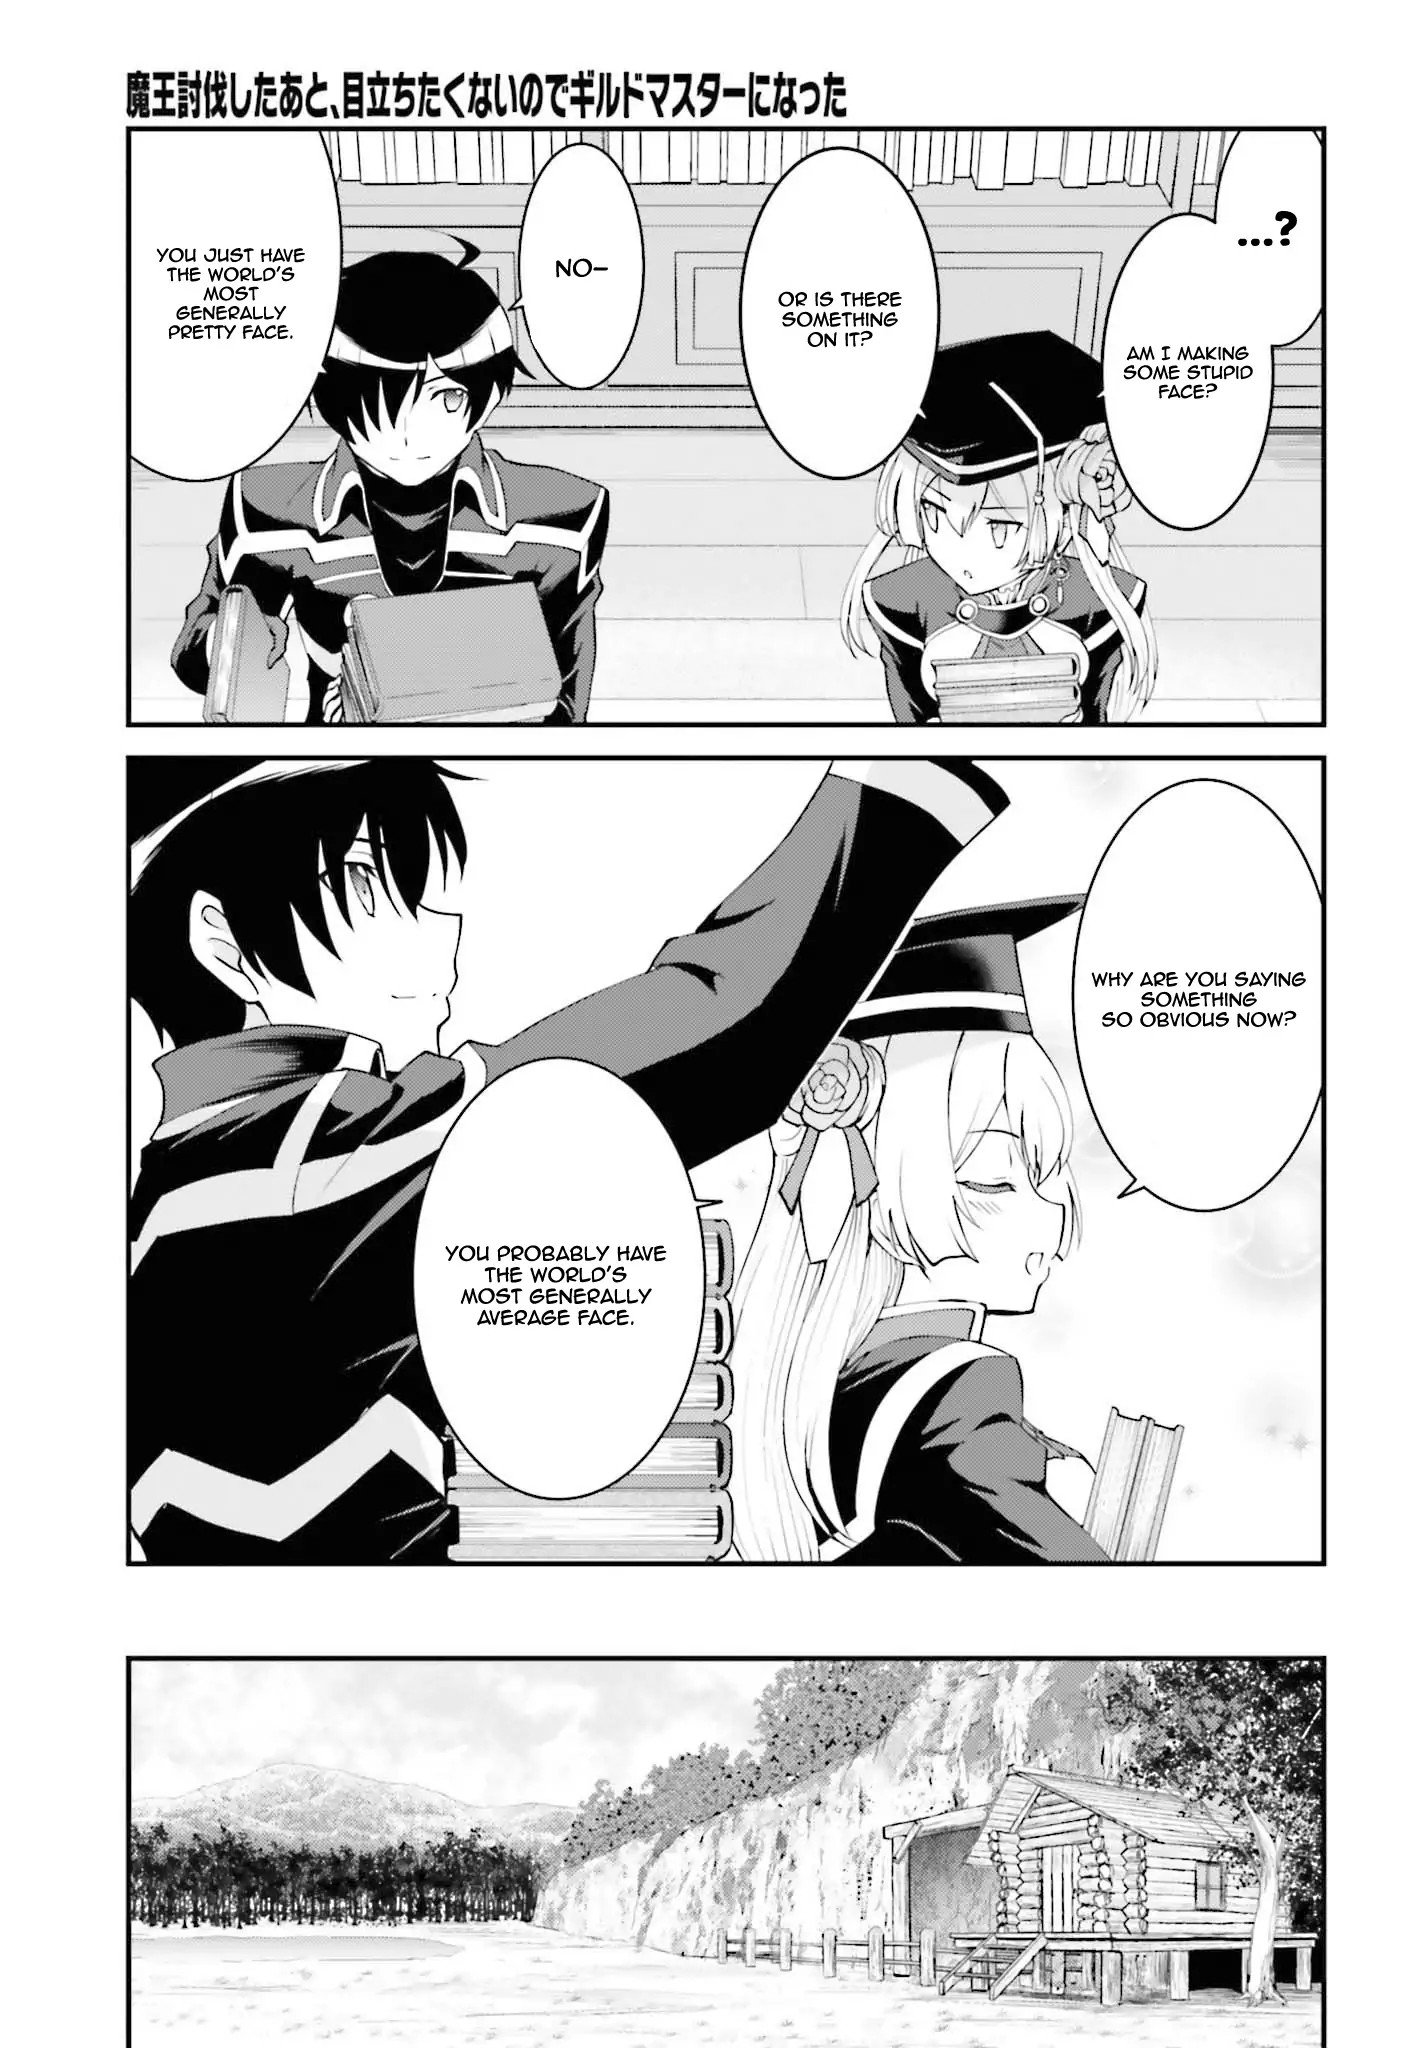 魔王討伐したあと、目立ちたくないのでギルドマスターになった
...?
AM I MAKING
SOME STUPID
FACE?
OR IS THERE
SOMETHING
ON IT?
NO–
YOU JUST HAVE
THE WORLD'S
MOST
GENERALLY
PRETTY FACE.
WHY ARE YOU SAYING
SOMETHING
SO OBVIOUS NOW?
YOU PROBABLY HAVE
THE WORLD'S
MOST GENERALLY
AVERAGE FACE.